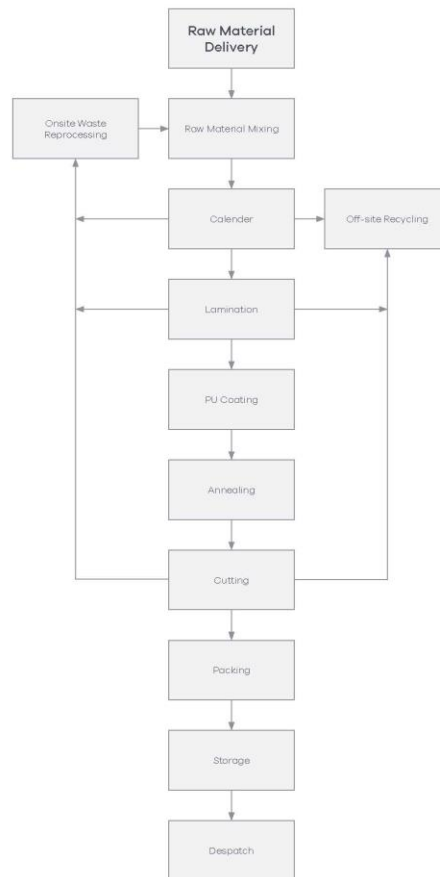 Raw Material
Delivery
Onsite Waste
Reprocessing
Raw Material Mixing
Calender
Off-site Recycling
Lamination
PU Coating
Annealing
Cutting
Packing
Storage
Despatch